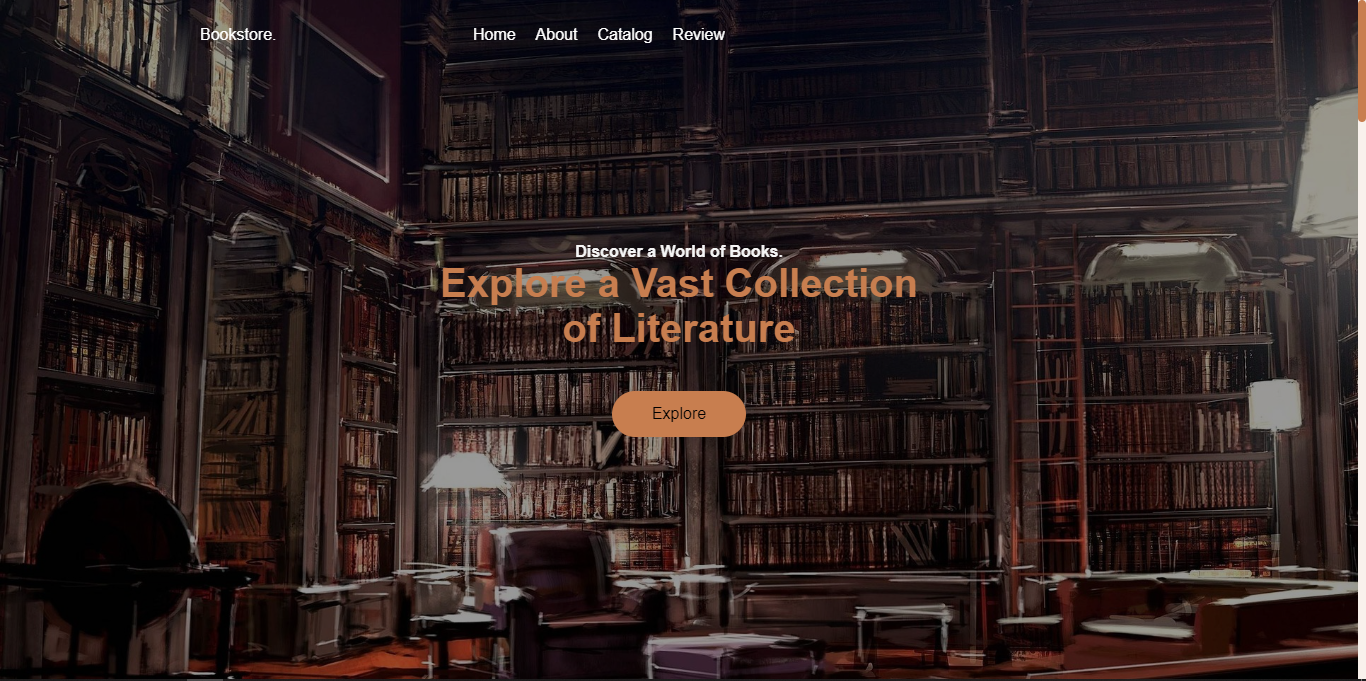 Bookstore.
Home About Catalog Review
Discover a World of Books.
Explore a Vast Collection
of Literature
Explore